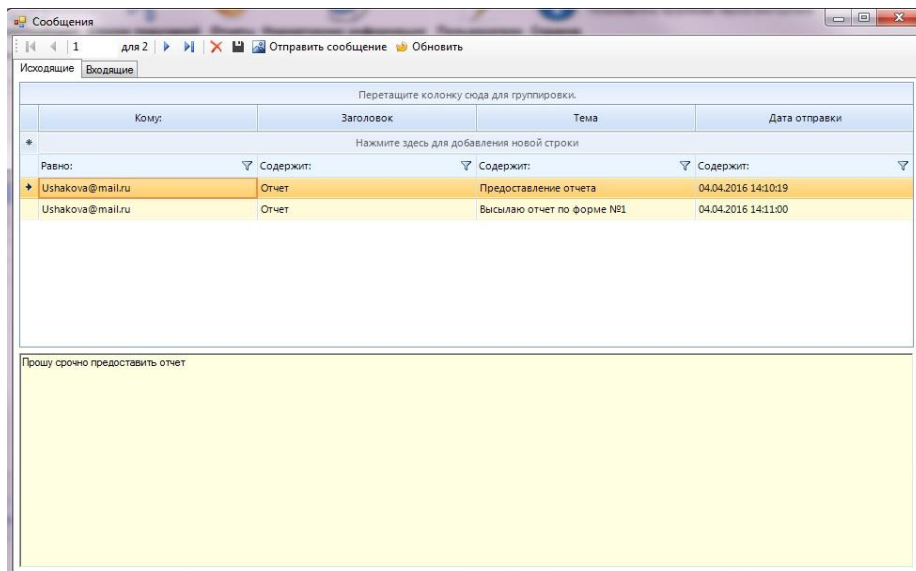 Сообщения
1 для 2 Отправить сообщение Обновить
Исходящие Входящие
Перетащите колонку сюда для группировки.
Кому: Заголовок Тема Дата отправки
Нажмите здесь для добавления новой строки
Равно: Содержит: Содержит: Содержит:
Ushakova@mail.ru Отчет Предоставление отчета 04.04.2016 14:10:19
Ushakova@mail.ru Отчет Высылаю отчет по форме №1 04.04.2016 14:11:00
Прошу срочно предоставить отчет